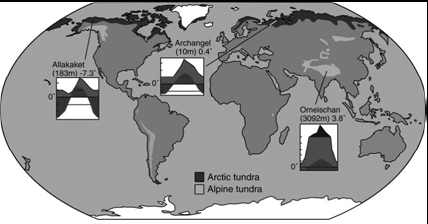 Allakaket
(183m) -7.3˚
0˚
Archangel
(10m) 0.4˚
0˚
Omeischan
(3092m) 3.8˚
0˚
Arctic tundra
Alpine tundra